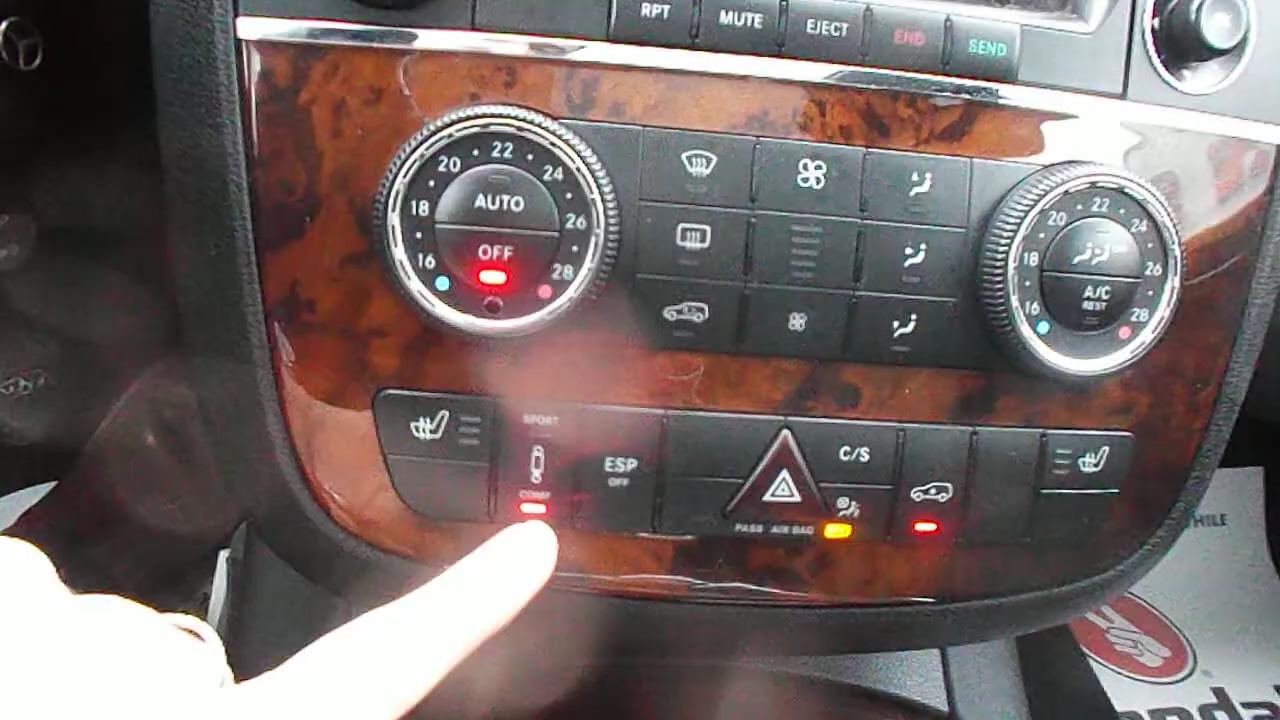 RPT MUTE EJECT END SEND
22
20 24
18 AUTO 26
OFF
16 28
22
20 24
18 26
A/C
REST
16 28
SPORT
COMF
ESP
OFF
C/S
PASS AIR BAG
WHILE